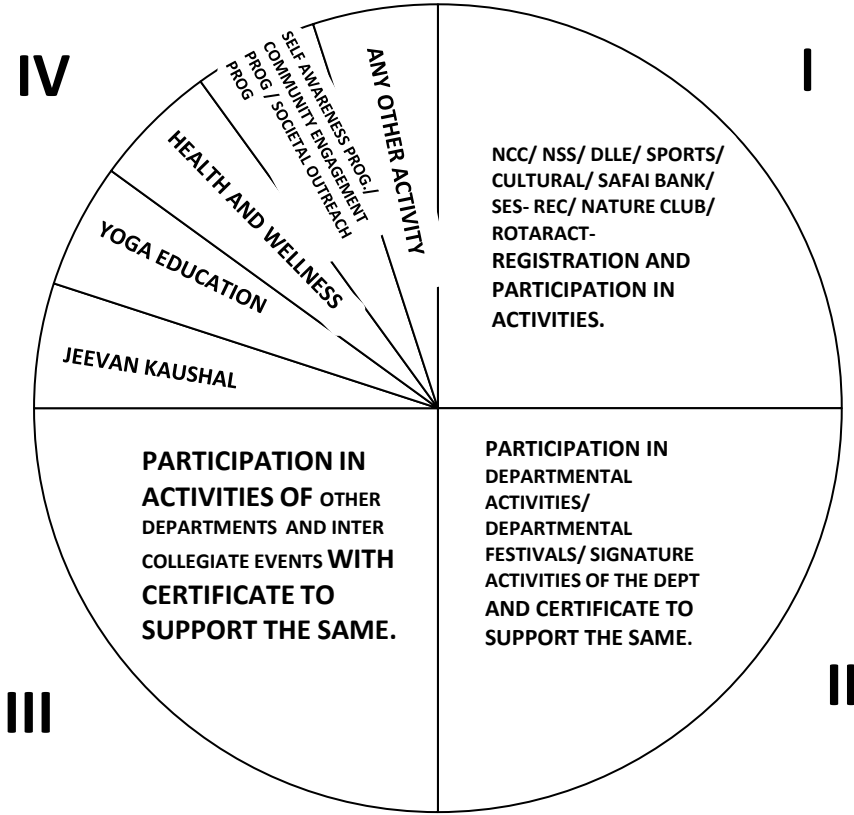 IV
I
NCC/ NSS/ DLLE/ SPORTS/
CULTURAL/ SAFAI BANK/
SES- REC/ NATURE CLUB/
ROTARACT-
REGISTRATION AND
PARTICIPATION IN
ACTIVITIES.
ANY OTHER ACTIVITY
SELF AWARENESS PROG./
COMMUNITY ENGAGEMENT
PROG / SOCIETAL OUTREACH
PROG
HEALTH AND WELLNESS
YOGA EDUCATION
JEEVAN KAUSHAL
PARTICIPATION IN
ACTIVITIES OF OTHER
DEPARTMENTS AND INTER
COLLEGIATE EVENTS WITH
CERTIFICATE TO
SUPPORT THE SAME.
PARTICIPATION IN
DEPARTMENTAL
ACTIVITIES/
DEPARTMENTAL
FESTIVALS/ SIGNATURE
ACTIVITIES OF THE DEPT
AND CERTIFICATE TO
SUPPORT THE SAME.
III
II